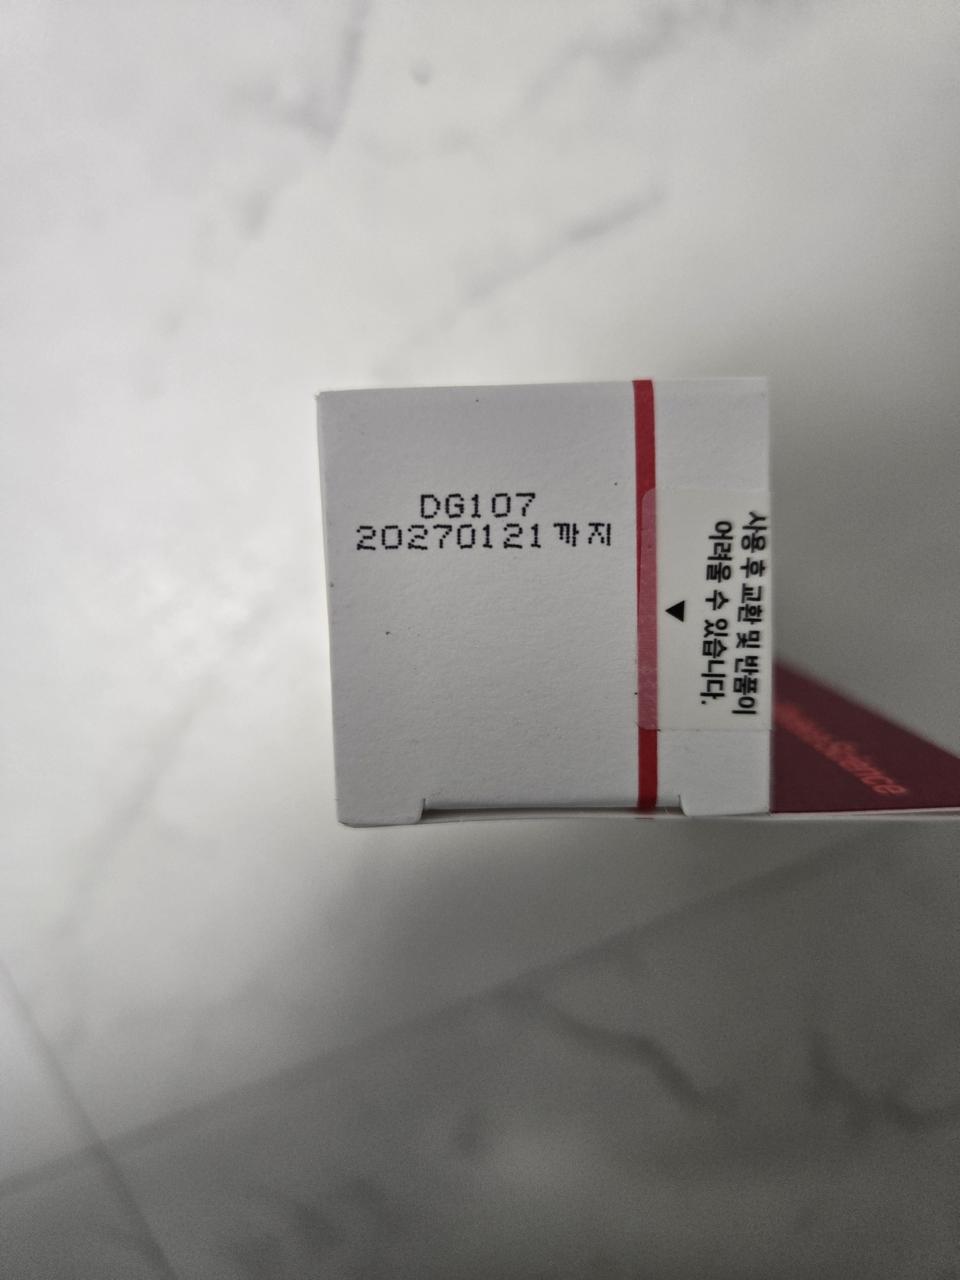 DG107
20270121까지
사용 후 교환 및 반품이
어려울 수 있습니다.
Science